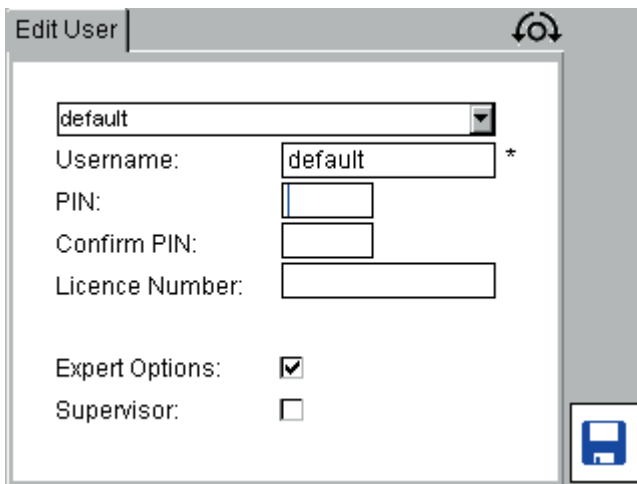 Edit User
default
Username: default *
PIN:
Confirm PIN:
Licence Number:
Expert Options:
Supervisor: